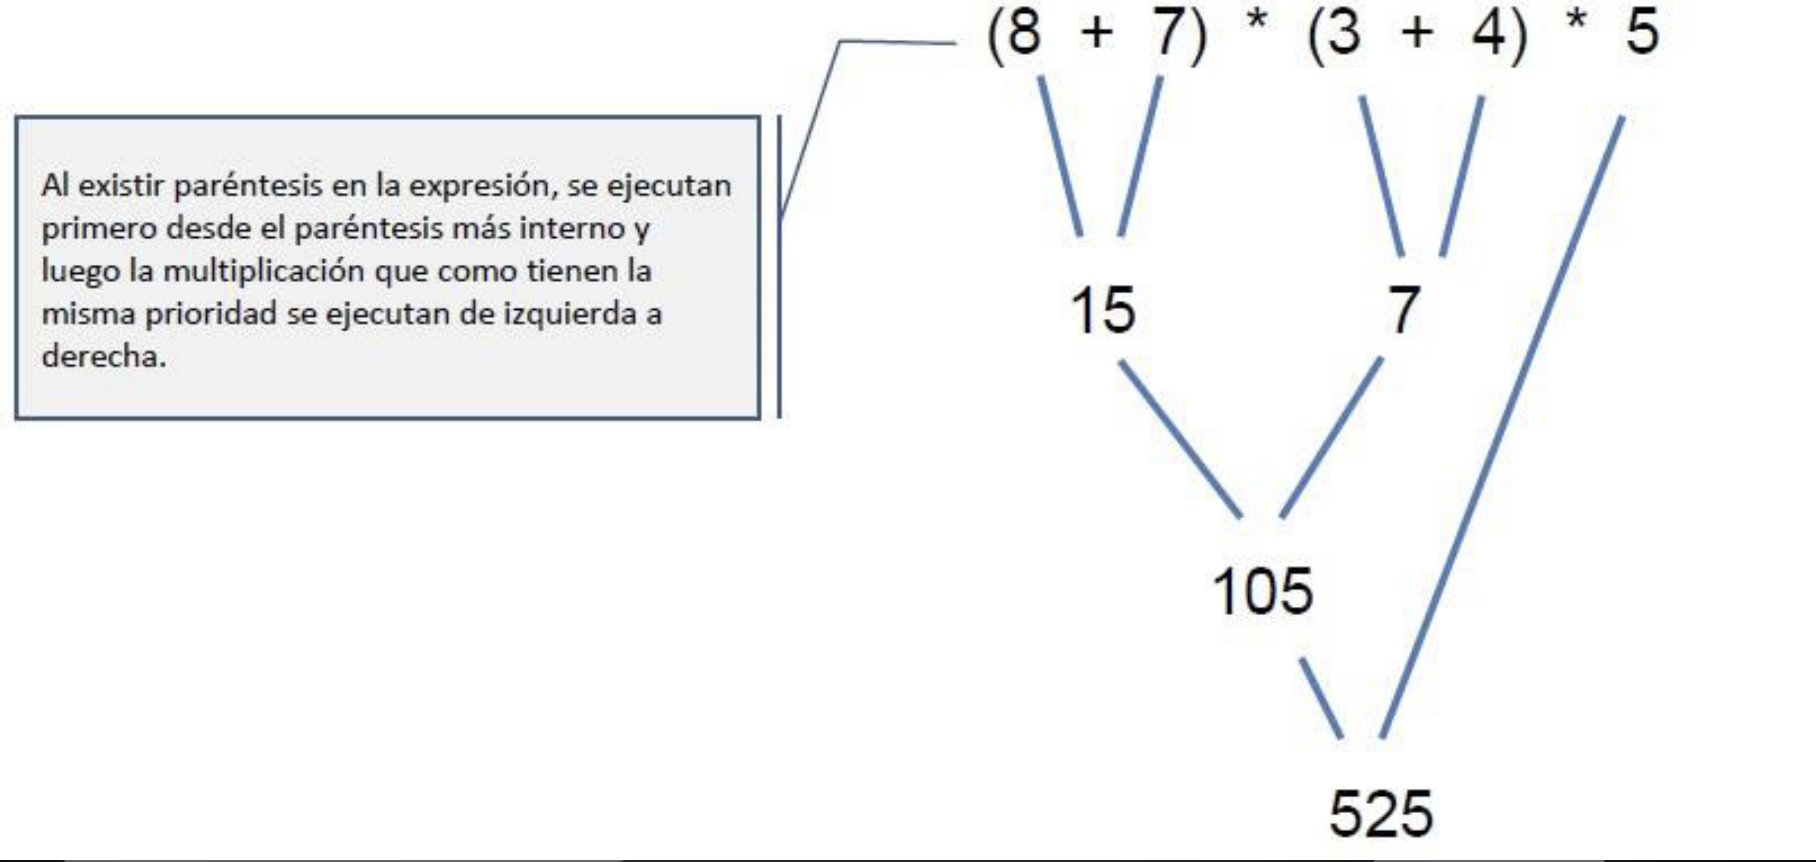 (8 + 7) * (3 + 4) * 5
Al existir paréntesis en la expresión, se ejecutan
primero desde el paréntesis más interno y
luego la multiplicación que como tienen la
misma prioridad se ejecutan de izquierda a
derecha.
15 7
105
525